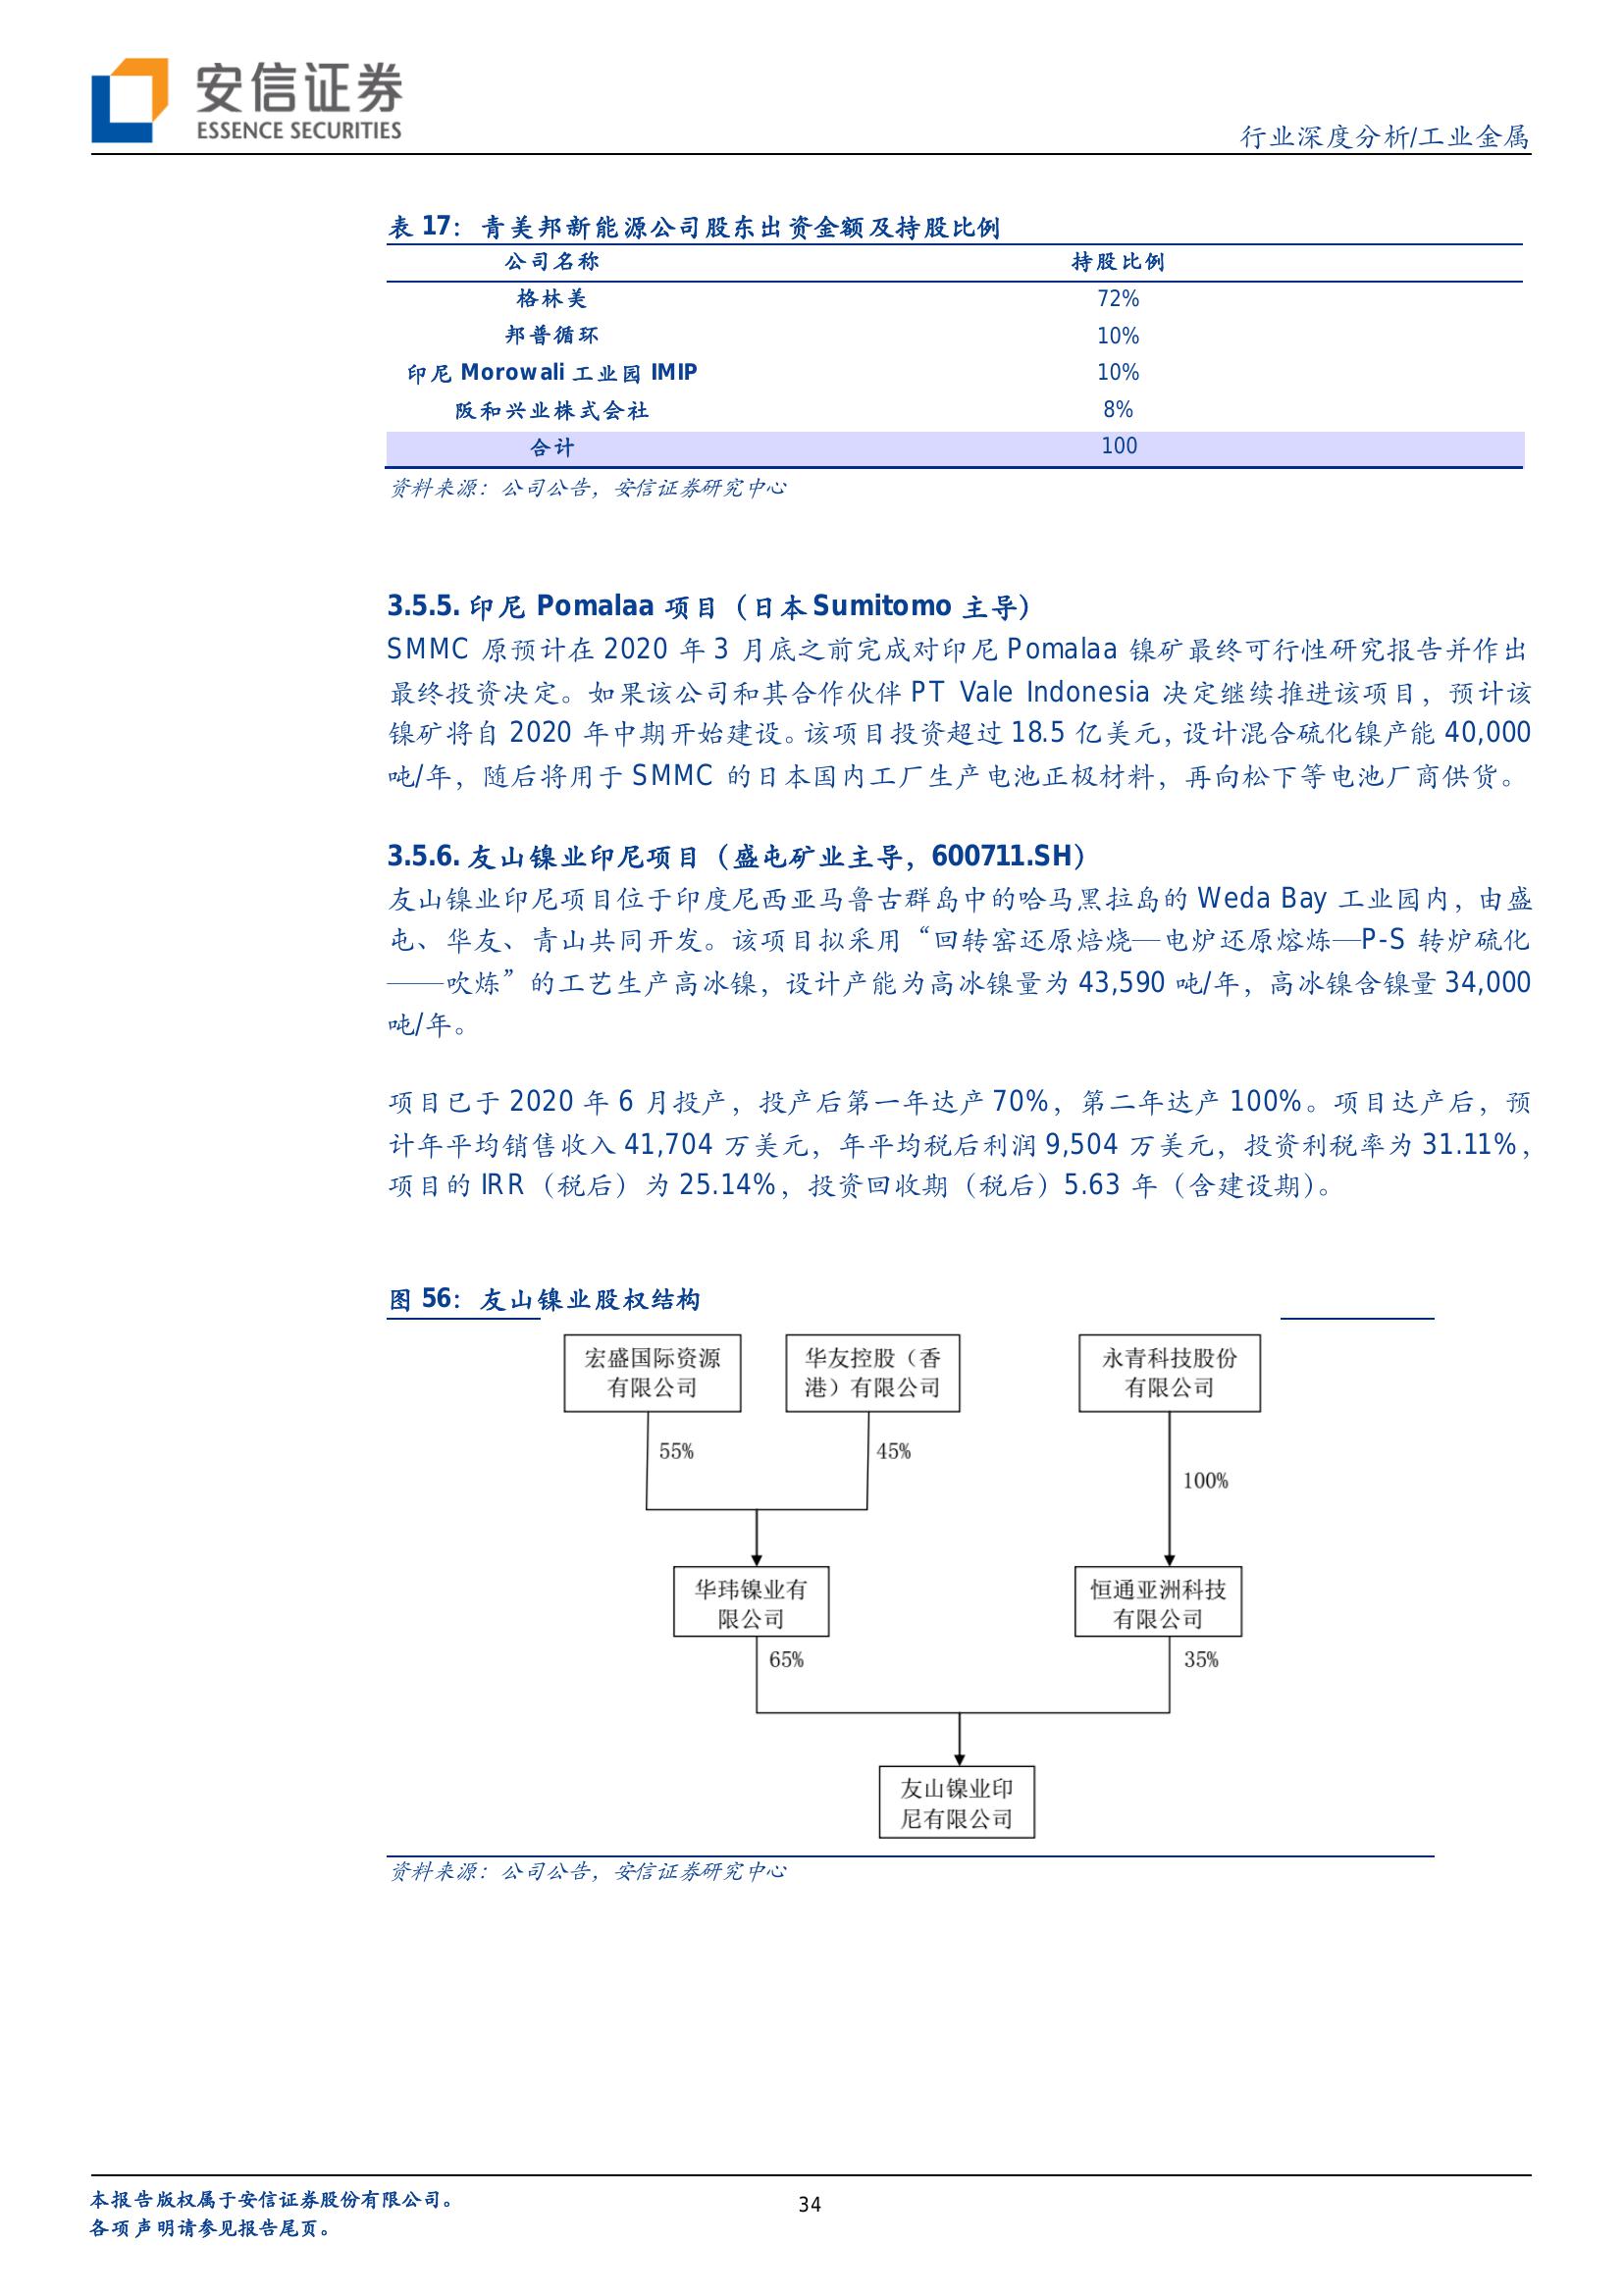 安信证券
ESSENCE SECURITIES
行业深度分析/工业金属
表 17：青美邦新能源公司股东出资金额及持股比例
公司名称 持股比例
格林美 72%
邦普循环 10%
印尼 Morowali 工业园 IMIP 10%
阪和兴业株式会社 8%
合计 100
资料来源：公司公告，安信证券研究中心
3.5.5. 印尼 Pomalaa 项目（日本 Sumitomo 主导）
SMMC 原预计在 2020 年 3 月底之前完成对印尼 Pomalaa 镍矿最终可行性研究报告并作出
最终投资决定。如果该公司和其合作伙伴 PT Vale Indonesia 决定继续推进该项目，预计该
镍矿将自 2020 年中期开始建设。该项目投资超过 18.5 亿美元，设计混合硫化镍产能 40,000
吨/年，随后将用于 SMMC 的日本国内工厂生产电池正极材料，再向松下等电池厂商供货。
3.5.6. 友山镍业印尼项目（盛屯矿业主导，600711.SH）
友山镍业印尼项目位于印度尼西亚马鲁古群岛中的哈马黑拉岛的 Weda Bay 工业园内，由盛
屯、华友、青山共同开发。该项目拟采用“回转窑还原焙烧—电炉还原熔炼—P-S 转炉硫化
——吹炼”的工艺生产高冰镍，设计产能为高冰镍量为 43,590 吨/年，高冰镍含镍量 34,000
吨/年。
项目已于 2020 年 6 月投产，投产后第一年达产 70%，第二年达产 100%。项目达产后，预
计年平均销售收入 41,704 万美元，年平均税后利润 9,504 万美元，投资利税率为 31.11%，
项目的 IRR（税后）为 25.14%，投资回收期（税后）5.63 年（含建设期）。
图 56：友山镍业股权结构
宏盛国际资源
有限公司
华友控股（香
港）有限公司
永青科技股份
有限公司
55%
45%
100%
华玮镍业有
限公司
恒通亚洲科技
有限公司
65%
35%
友山镍业印
尼有限公司
资料来源：公司公告，安信证券研究中心
本报告版权属于安信证券股份有限公司。
各项声明请参见报告尾页。
34